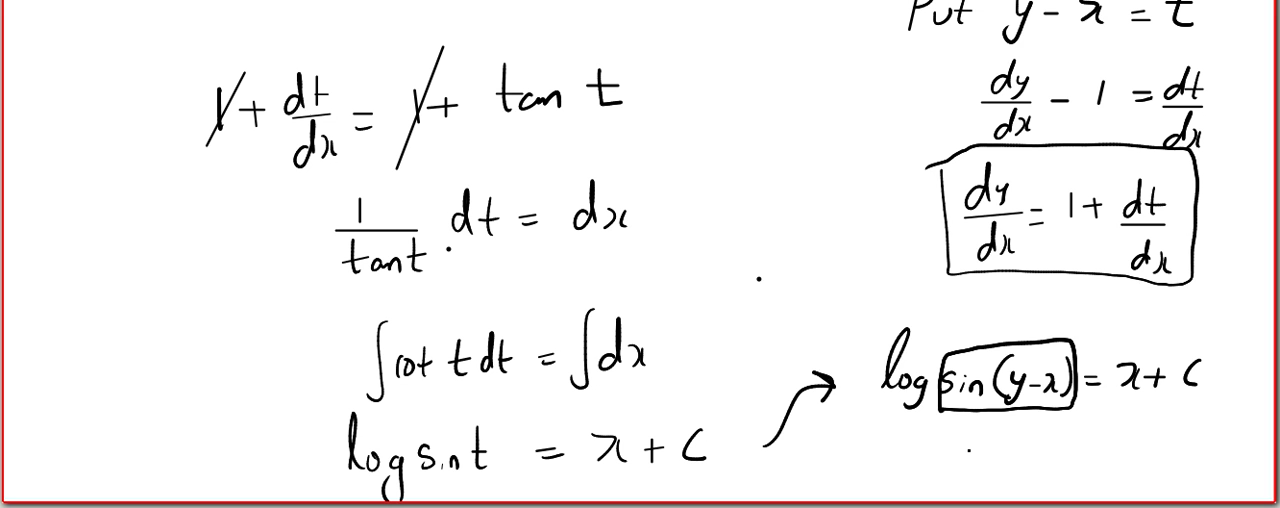 Put y - x = t
1 + dt/dx = 1 + tan t
dy/dx - 1 = dt/dx
1/tan t . dt = dx
dy/dx = 1 + dt/dx
∫cot t dt = ∫dx
log sin t = x + c
log sin(y-x) = x + c